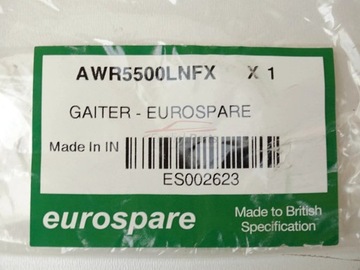 AWR5500LNFX X 1
GAITER - EUROSPARE
Made In IN
ES002623
eurospare
Made to British
Specification